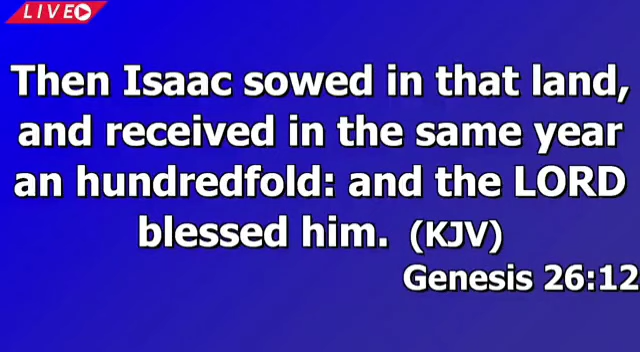 LIVE
Then Isaac sowed in that land,
and received in the same year
an hundredfold: and the LORD
blessed him. (KJV)
Genesis 26:12